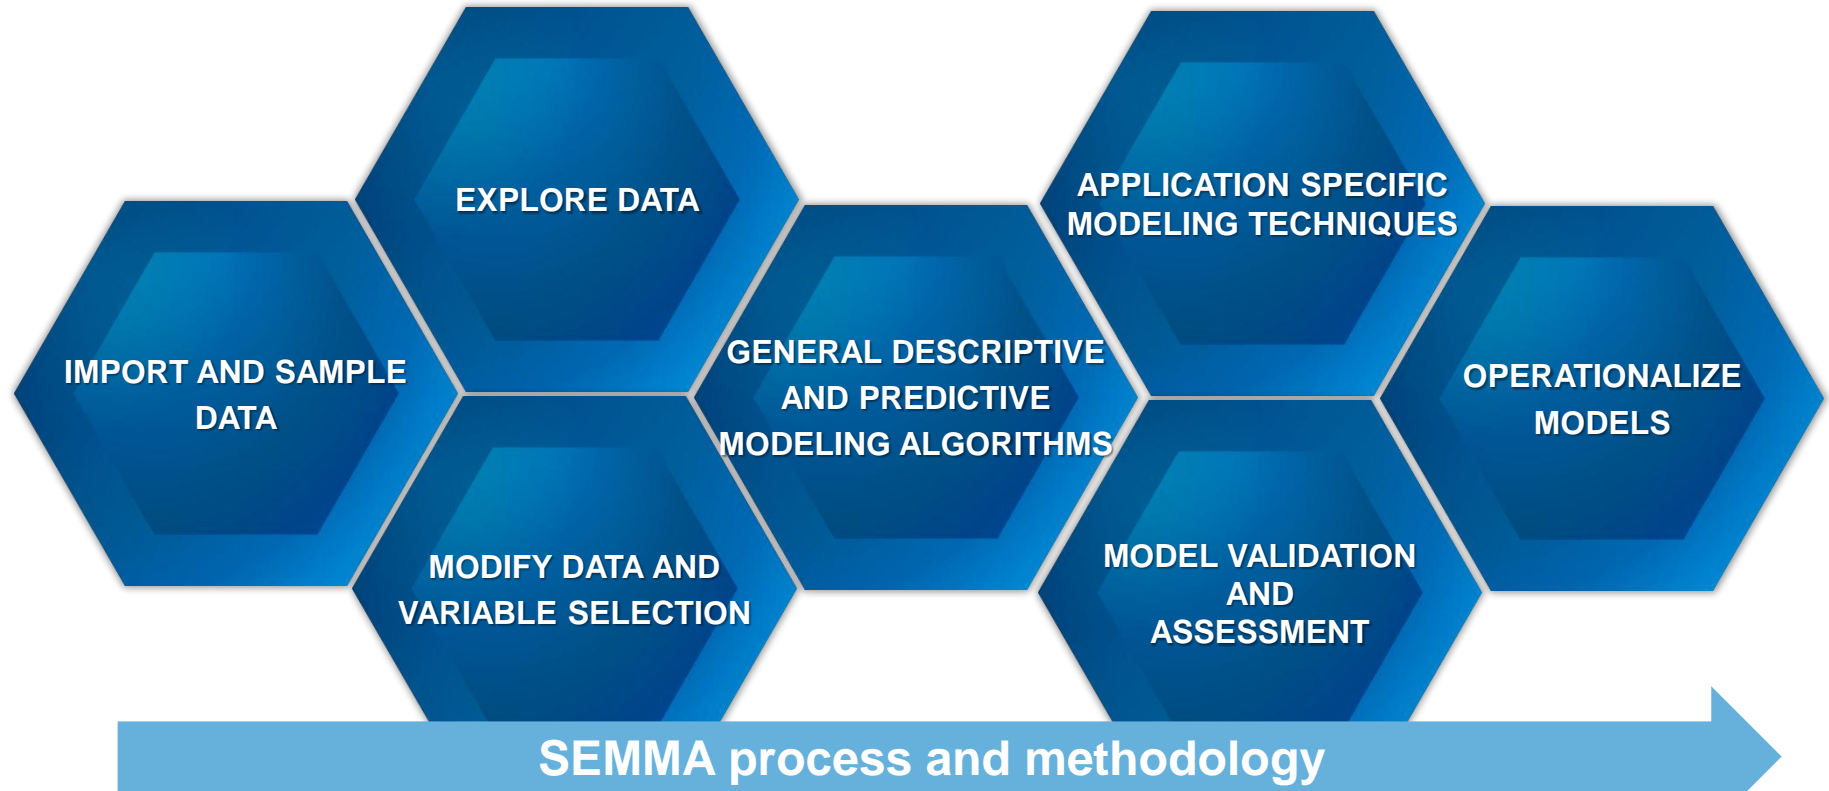 IMPORT AND SAMPLE
DATA
EXPLORE DATA
MODIFY DATA AND
VARIABLE SELECTION
GENERAL DESCRIPTIVE
AND PREDICTIVE
MODELING ALGORITHMS
APPLICATION SPECIFIC
MODELING TECHNIQUES
MODEL VALIDATION
AND
ASSESSMENT
OPERATIONALIZE
MODELS
SEMMA process and methodology